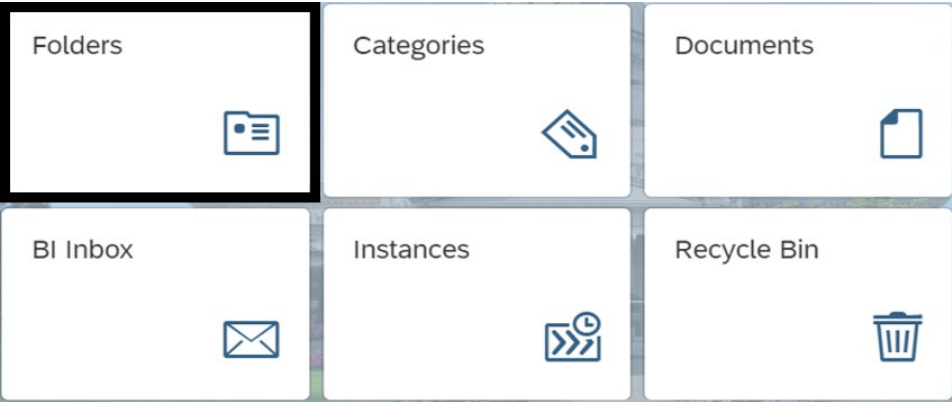 Folders
Categories
Documents
BI Inbox
Instances
Recycle Bin